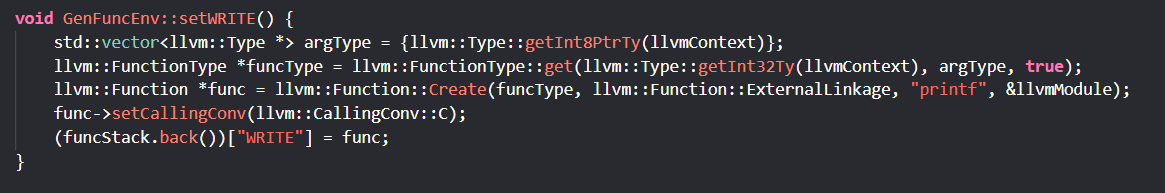 void GenFuncEnv::setWRITE() {
    std::vector<llvm::Type *> argType = {llvm::Type::getInt8PtrTy(llvmContext)};
    llvm::FunctionType *funcType = llvm::FunctionType::get(llvm::Type::getInt32Ty(llvmContext), argType, true);
    llvm::Function *func = llvm::Function::Create(funcType, llvm::Function::ExternalLinkage, "printf", &llvmModule);
    func->setCallingConv(llvm::CallingConv::C);
    (funcStack.back())["WRITE"] = func;
}